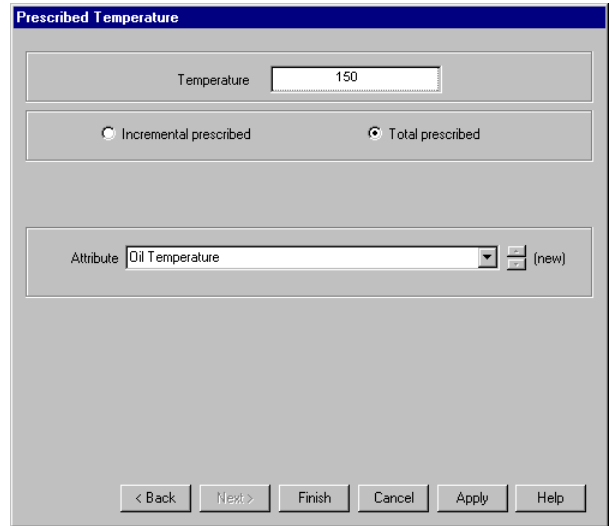 Prescribed Temperature
Temperature 150
Incremental prescribed Total prescribed
Attribute Oil Temperature (new)
< Back Next > Finish Cancel Apply Help